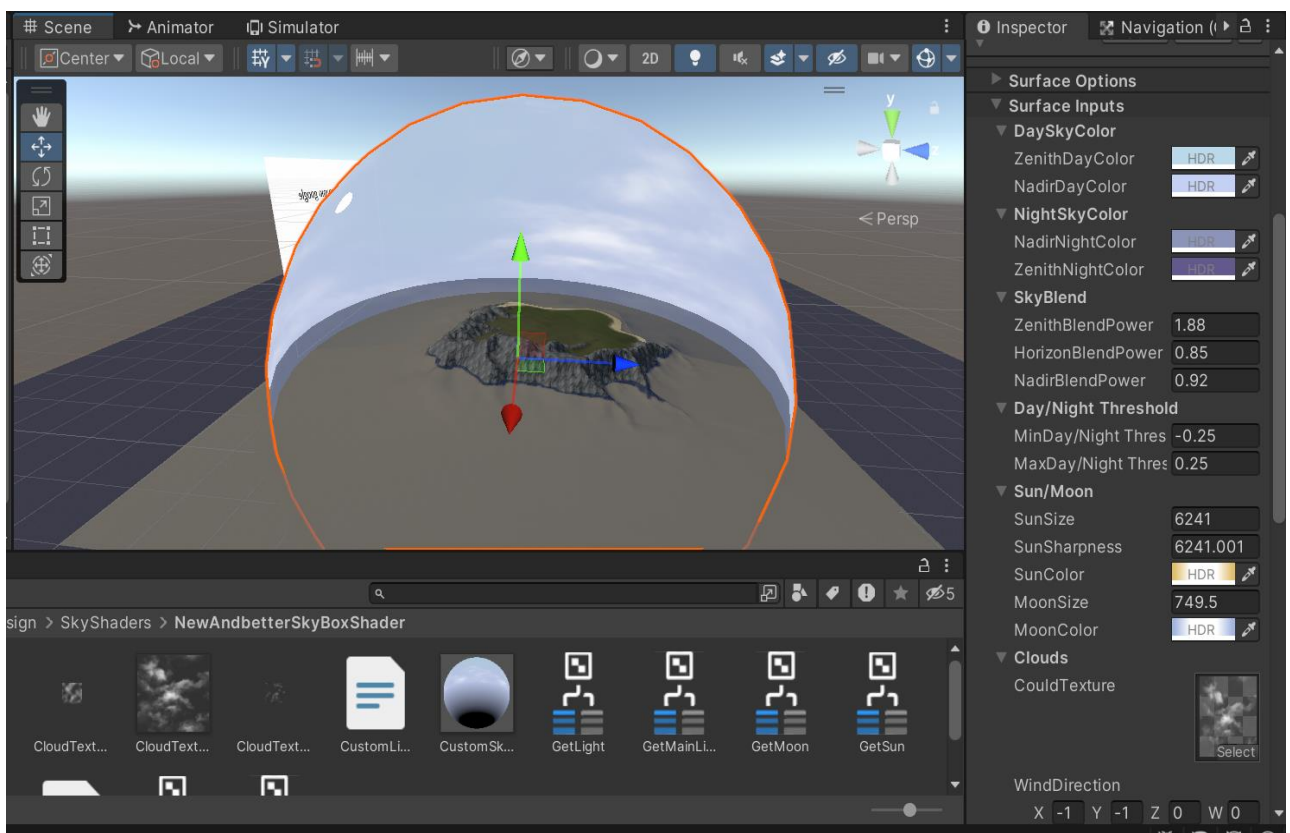 # Scene
Animator
Simulator
Inspector
Navigation (
Center
Local
2D
Surface Options
Surface Inputs
DaySkyColor
ZenithDayColor HDR
NadirDayColor HDR
NightSkyColor
NadirNightColor HDR
ZenithNightColor HDR
SkyBlend
ZenithBlendPower 1.88
HorizonBlendPower 0.85
NadirBlendPower 0.92
Day/Night Threshold
MinDay/Night Thres -0.25
MaxDay/Night Thres 0.25
Sun/Moon
SunSize 6241
SunSharpness 6241.001
SunColor HDR
MoonSize 749.5
MoonColor HDR
Clouds
CouldTexture
Select
WindDirection
X -1 Y -1 Z 0 W 0
y
z
< Persp
5
sign > SkyShaders > NewAndbetterSkyBoxShader
CloudText...
CloudText...
CloudText...
CustomLi...
CustomSk...
GetLight
GetMainLi...
GetMoon
GetSun